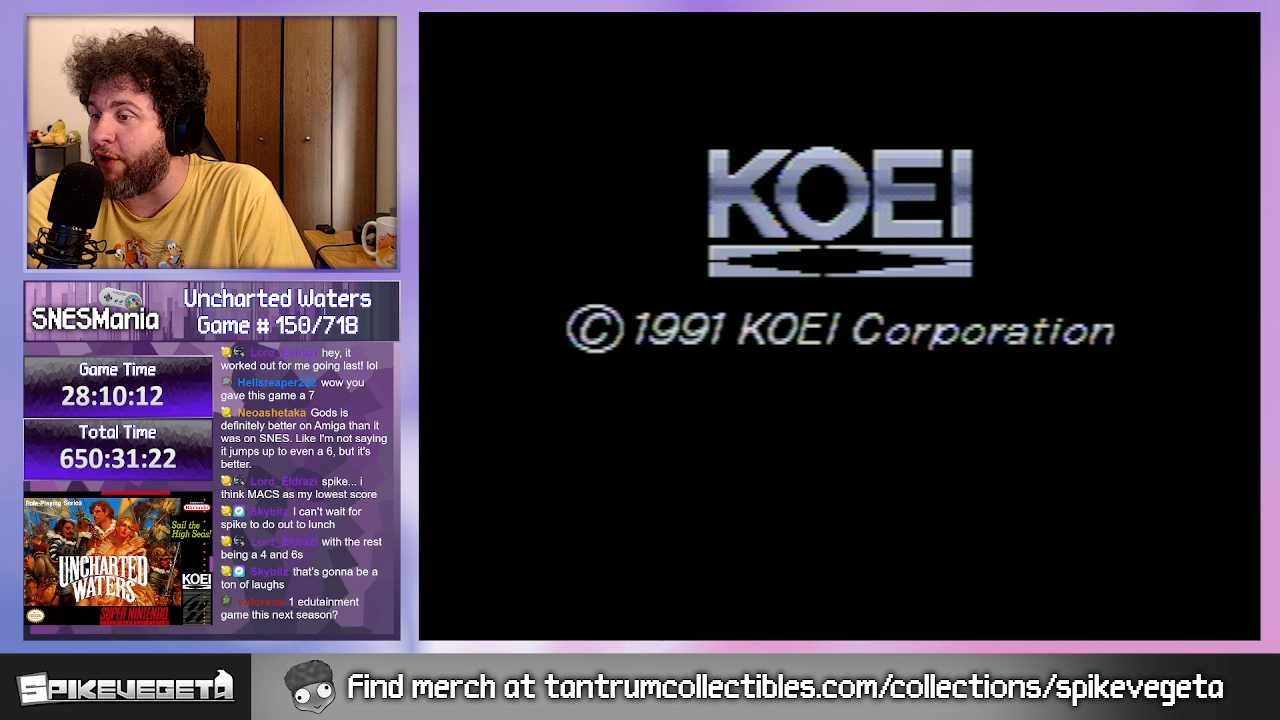 KOEI
© 1991 KOEI Corporation
SNESMania
Uncharted Waters
Game # 150/718
Game Time
28:10:12
Total Time
650:31:22
Lord_Eldrazi hey, it
worked out for me going last! lol
Hellsreaper222 wow you
gave this game a 7
Neoashetaka Gods is
definitely better on Amiga than it
was on SNES. Like I'm not saying
it jumps up to even a 6, but it's
better.
Lord_Eldrazi spike... i
think MACS as my lowest score
Skybilz I can't wait for
spike to do out to lunch
Lord_Eldrazi with the rest
being a 4 and 6s
Skybilz that's gonna be a
ton of laughs
1 edutainment
game this next season?
Role-Playing Series
Nintendo
Sail the
High Seas!
UNCHARTED
WATERS
KOEI
SUPER NINTENDO
ENTERTAINMENT SYSTEM
SPIKEVEGETA
Find merch at tantrumcollectibles.com/collections/spikevegeta